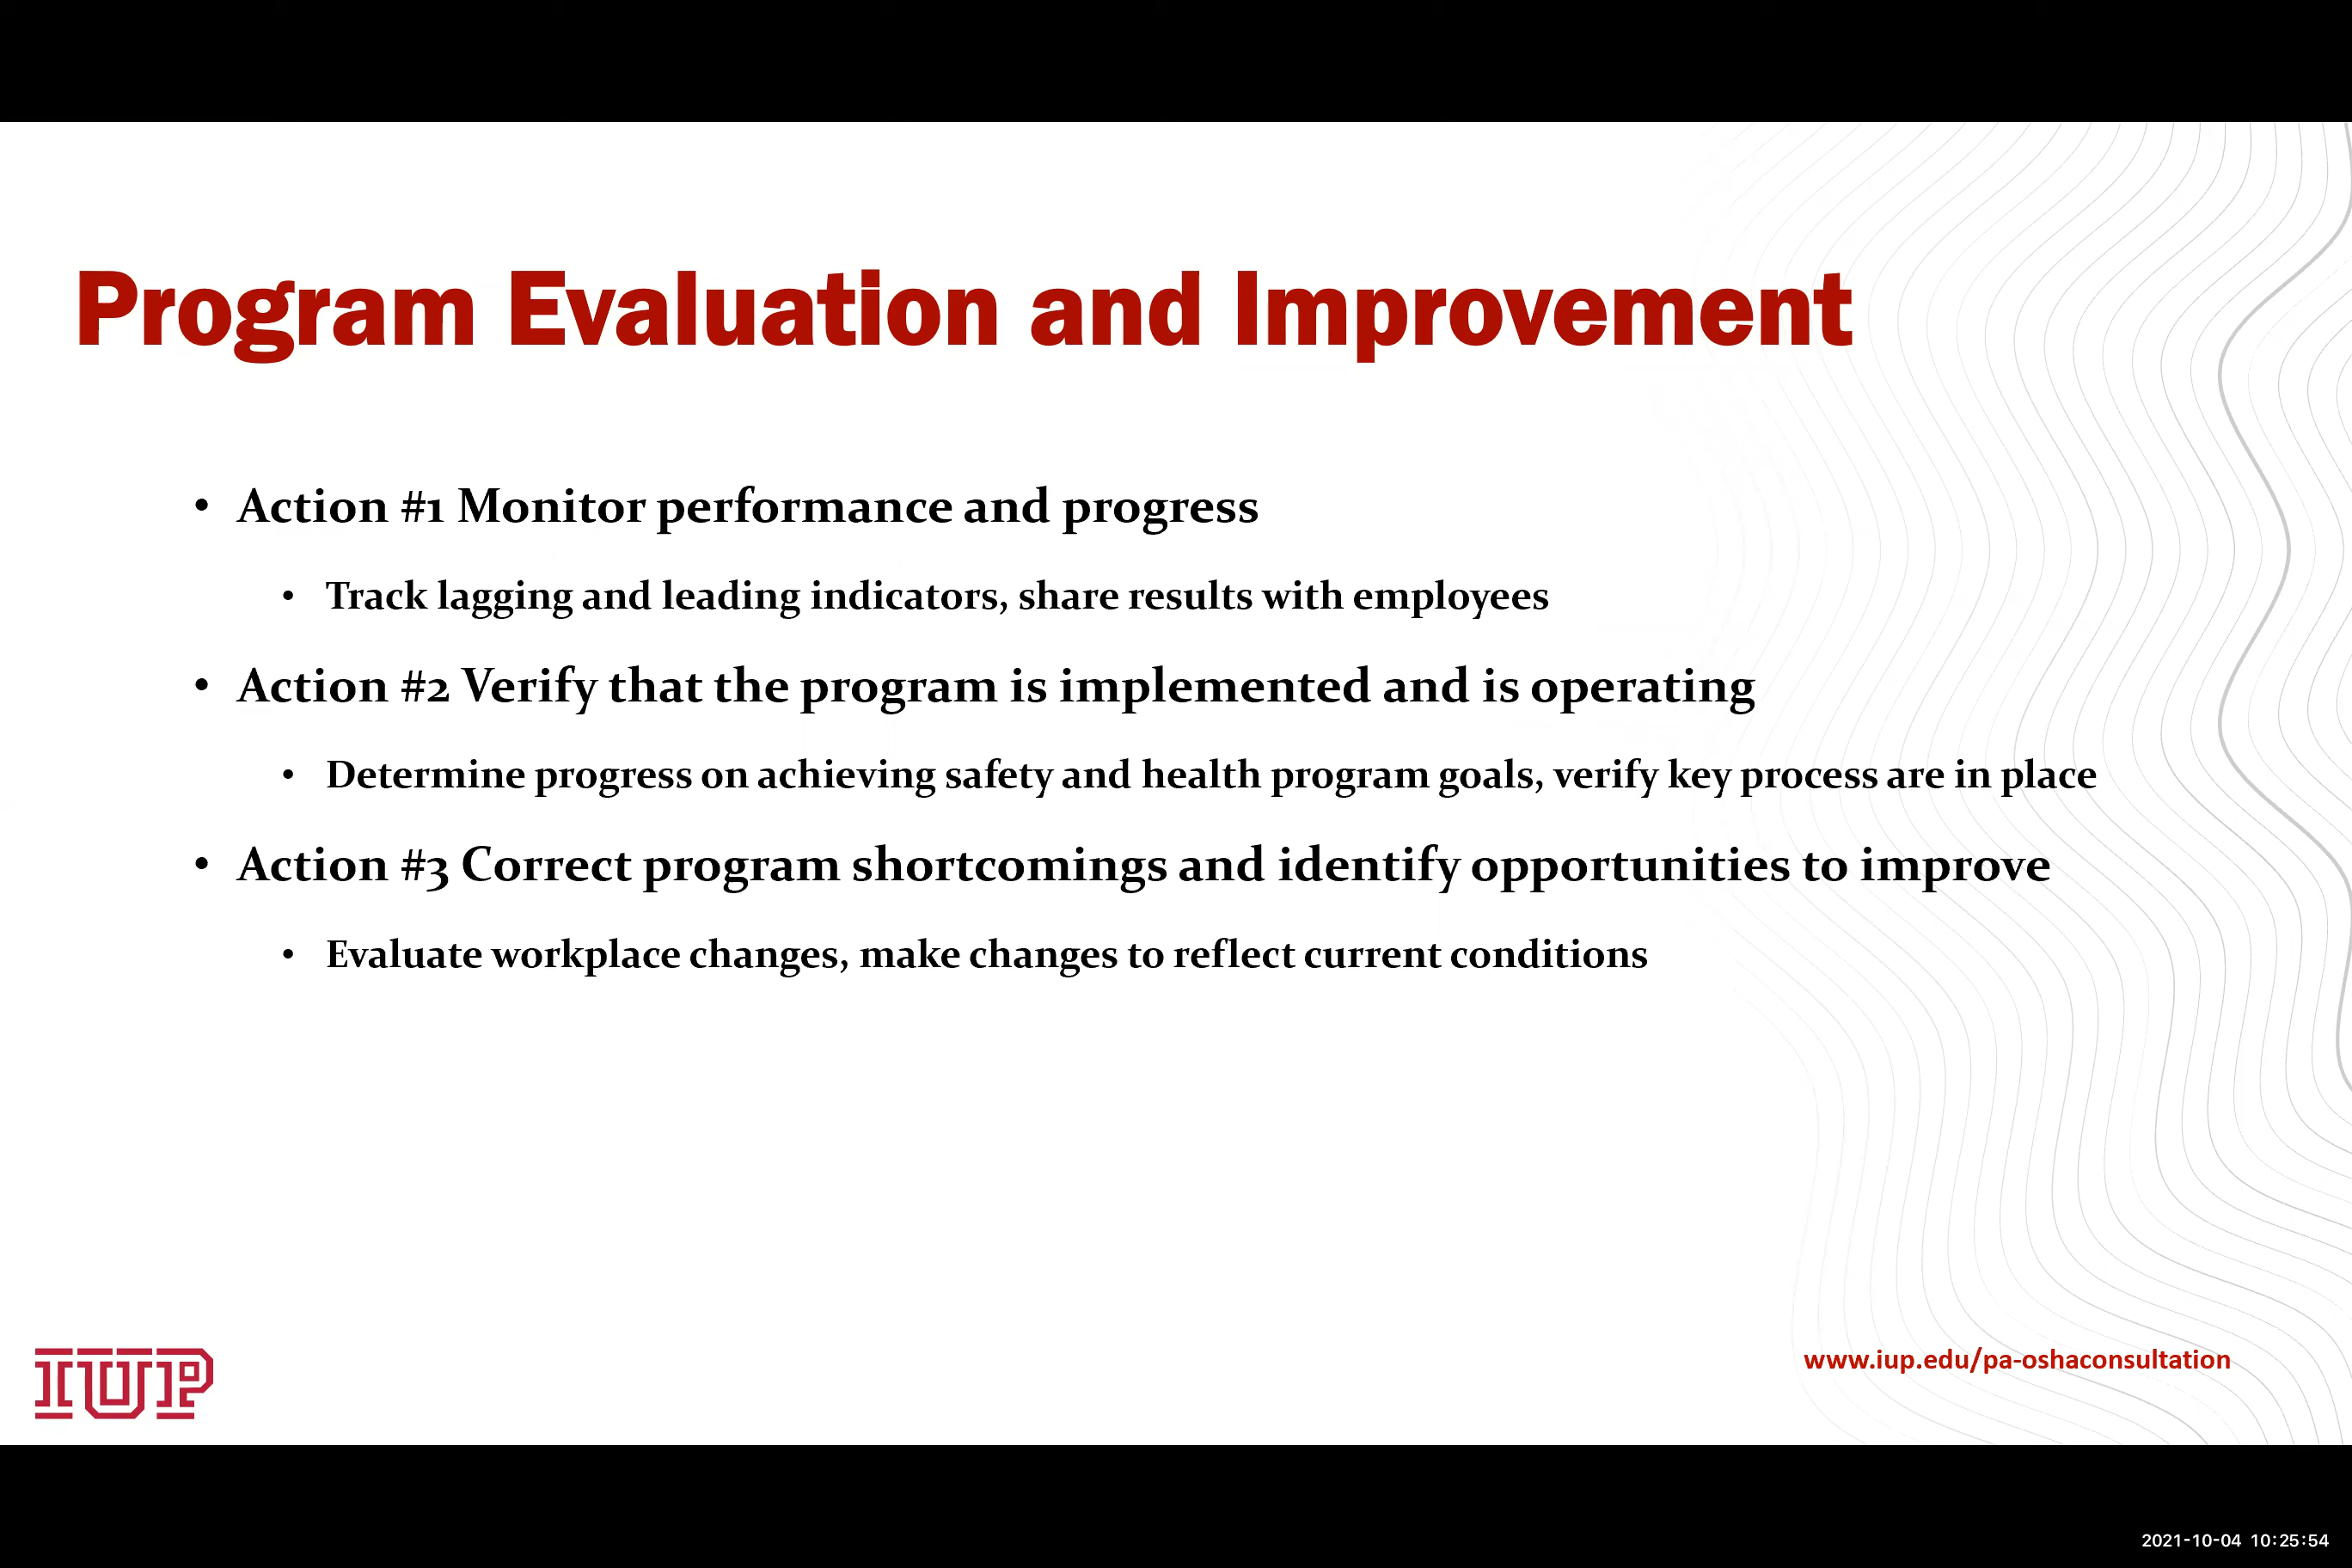 Program Evaluation and Improvement
• Action #1 Monitor performance and progress
• Track lagging and leading indicators, share results with employees
• Action #2 Verify that the program is implemented and is operating
• Determine progress on achieving safety and health program goals, verify key process are in place
• Action #3 Correct program shortcomings and identify opportunities to improve
• Evaluate workplace changes, make changes to reflect current conditions
IUP
www.iup.edu/pa-oshaconsultation
2021-10-04 10:25:54